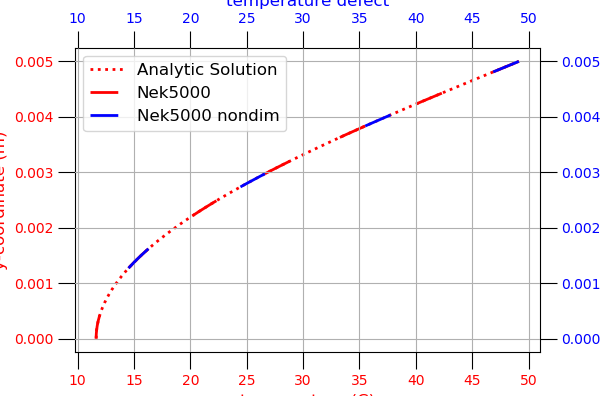 temperature defect
10 15 20 25 30 35 40 45 50
Analytic Solution
Nek5000
Nek5000 nondim
0.005
0.004
0.003
0.002
0.001
0.000
y-coordinate (m)
0.005
0.004
0.003
0.002
0.001
0.000
10 15 20 25 30 35 40 45 50